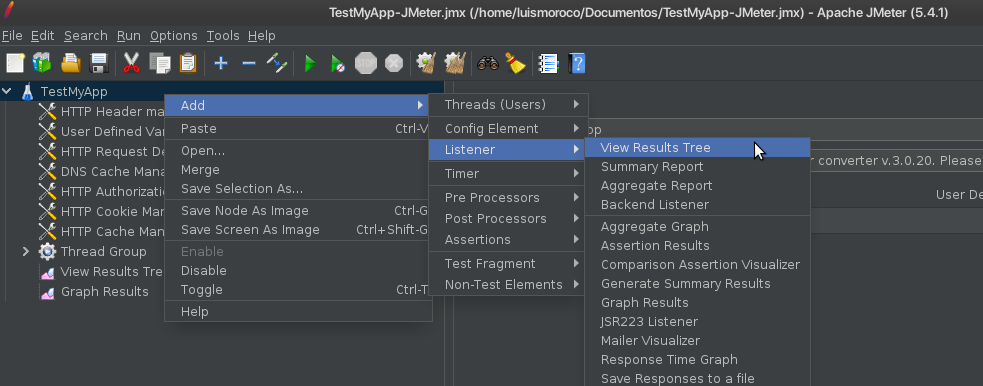 TestMyApp-JMeter.jmx (/home/luismoroco/Documentos/TestMyApp-JMeter.jmx) - Apache JMeter (5.4.1)
File Edit Search Run Options Tools Help
TestMyApp
HTTP Header ma
User Defined Va
HTTP Request De
DNS Cache Mana
HTTP Authorizatio
HTTP Cookie Man
HTTP Cache Man
Thread Group
View Results Tre
Graph Results
Add
Paste Ctrl-V
Open...
Merge
Save Selection As...
Save Node As Image Ctrl-G
Save Screen As Image Ctrl+Shift-G
Enable
Disable
Toggle Ctrl-T
Help
Threads (Users)
Config Element
Listener
Timer
Pre Processors
Post Processors
Assertions
Test Fragment
Non-Test Elements
View Results Tree
Summary Report
Aggregate Report
Backend Listener
Aggregate Graph
Assertion Results
Comparison Assertion Visualizer
Generate Summary Results
Graph Results
JSR223 Listener
Mailer Visualizer
Response Time Graph
Save Responses to a file
pp
r converter v.3.0.20. Please
User De